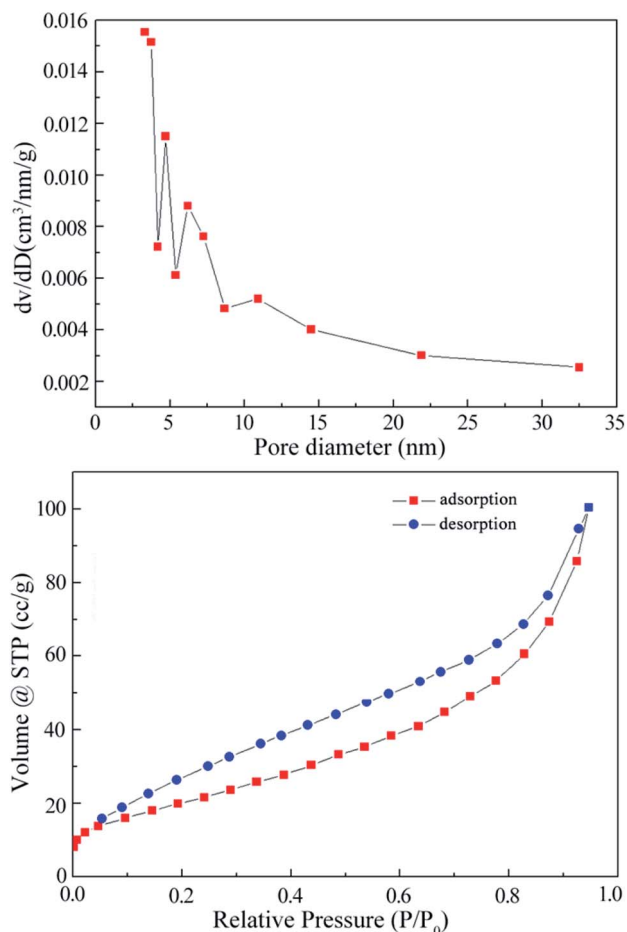 0.016
0.014
0.012
0.010
0.008
0.006
0.004
0.002
dv/dD(cm³/nm/g)
0 5 10 15 20 25 30 35
Pore diameter (nm)
100
80
60
40
20
0
Volume @ STP (cc/g)
adsorption
desorption
0.0 0.2 0.4 0.6 0.8 1.0
Relative Pressure (P/P₀)